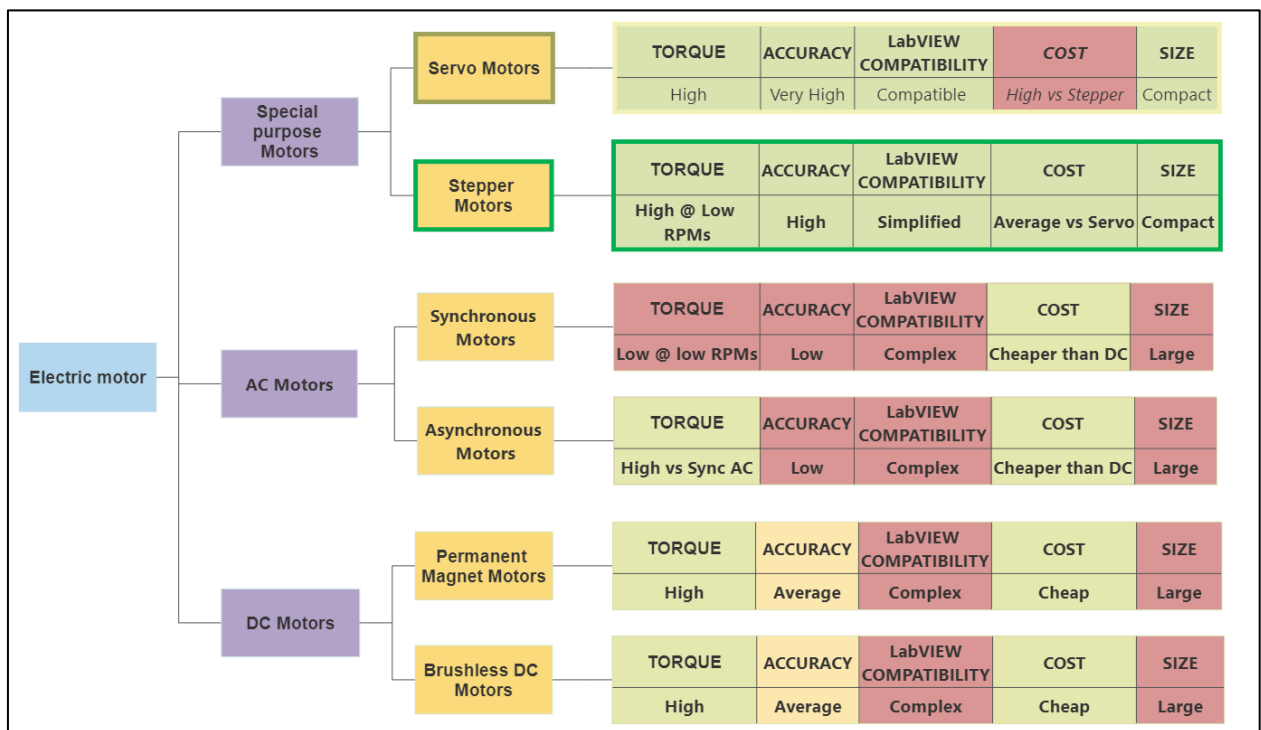 Servo Motors
TORQUE ACCURACY LabVIEW COMPATIBILITY COST SIZE
High Very High Compatible High vs Stepper Compact
Special
purpose
Motors
Stepper
Motors
TORQUE ACCURACY LabVIEW COMPATIBILITY COST SIZE
High @ Low RPMs High Simplified Average vs Servo Compact
Electric motor
AC Motors
Synchronous
Motors
TORQUE ACCURACY LabVIEW COMPATIBILITY COST SIZE
Low @ low RPMs Low Complex Cheaper than DC Large
Asynchronous
Motors
TORQUE ACCURACY LabVIEW COMPATIBILITY COST SIZE
High vs Sync AC Low Complex Cheaper than DC Large
DC Motors
Permanent
Magnet Motors
TORQUE ACCURACY LabVIEW COMPATIBILITY COST SIZE
High Average Complex Cheap Large
Brushless DC
Motors
TORQUE ACCURACY LabVIEW COMPATIBILITY COST SIZE
High Average Complex Cheap Large